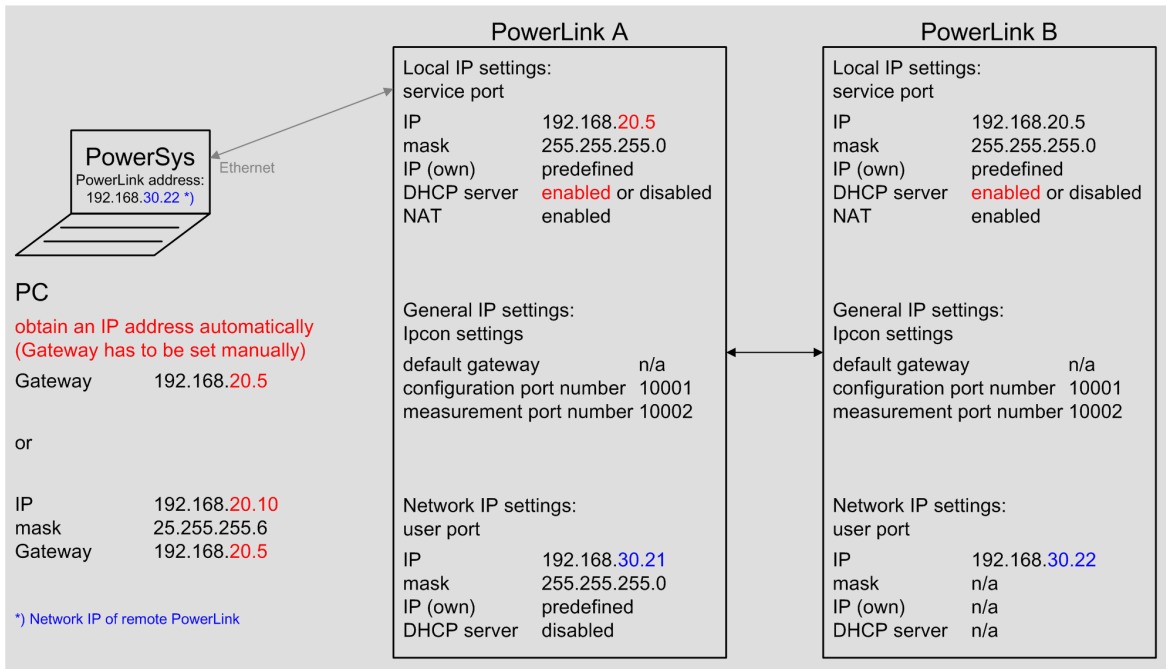 PowerLink A
PowerLink B
PowerSys
PowerLink address:
192.168.30.22 *)
Ethernet
PC
obtain an IP address automatically
(Gateway has to be set manually)
Gateway 192.168.20.5
or
IP 192.168.20.10
mask 25.255.255.6
Gateway 192.168.20.5
*) Network IP of remote PowerLink
Local IP settings:
service port
IP 192.168.20.5
mask 255.255.255.0
IP (own) predefined
DHCP server enabled or disabled
NAT enabled
General IP settings:
Ipcon settings
default gateway n/a
configuration port number 10001
measurement port number 10002
Network IP settings:
user port
IP 192.168.30.21
mask 255.255.255.0
IP (own) predefined
DHCP server disabled
Local IP settings:
service port
IP 192.168.20.5
mask 255.255.255.0
IP (own) predefined
DHCP server enabled or disabled
NAT enabled
General IP settings:
Ipcon settings
default gateway n/a
configuration port number 10001
measurement port number 10002
Network IP settings:
user port
IP 192.168.30.22
mask n/a
IP (own) n/a
DHCP server n/a